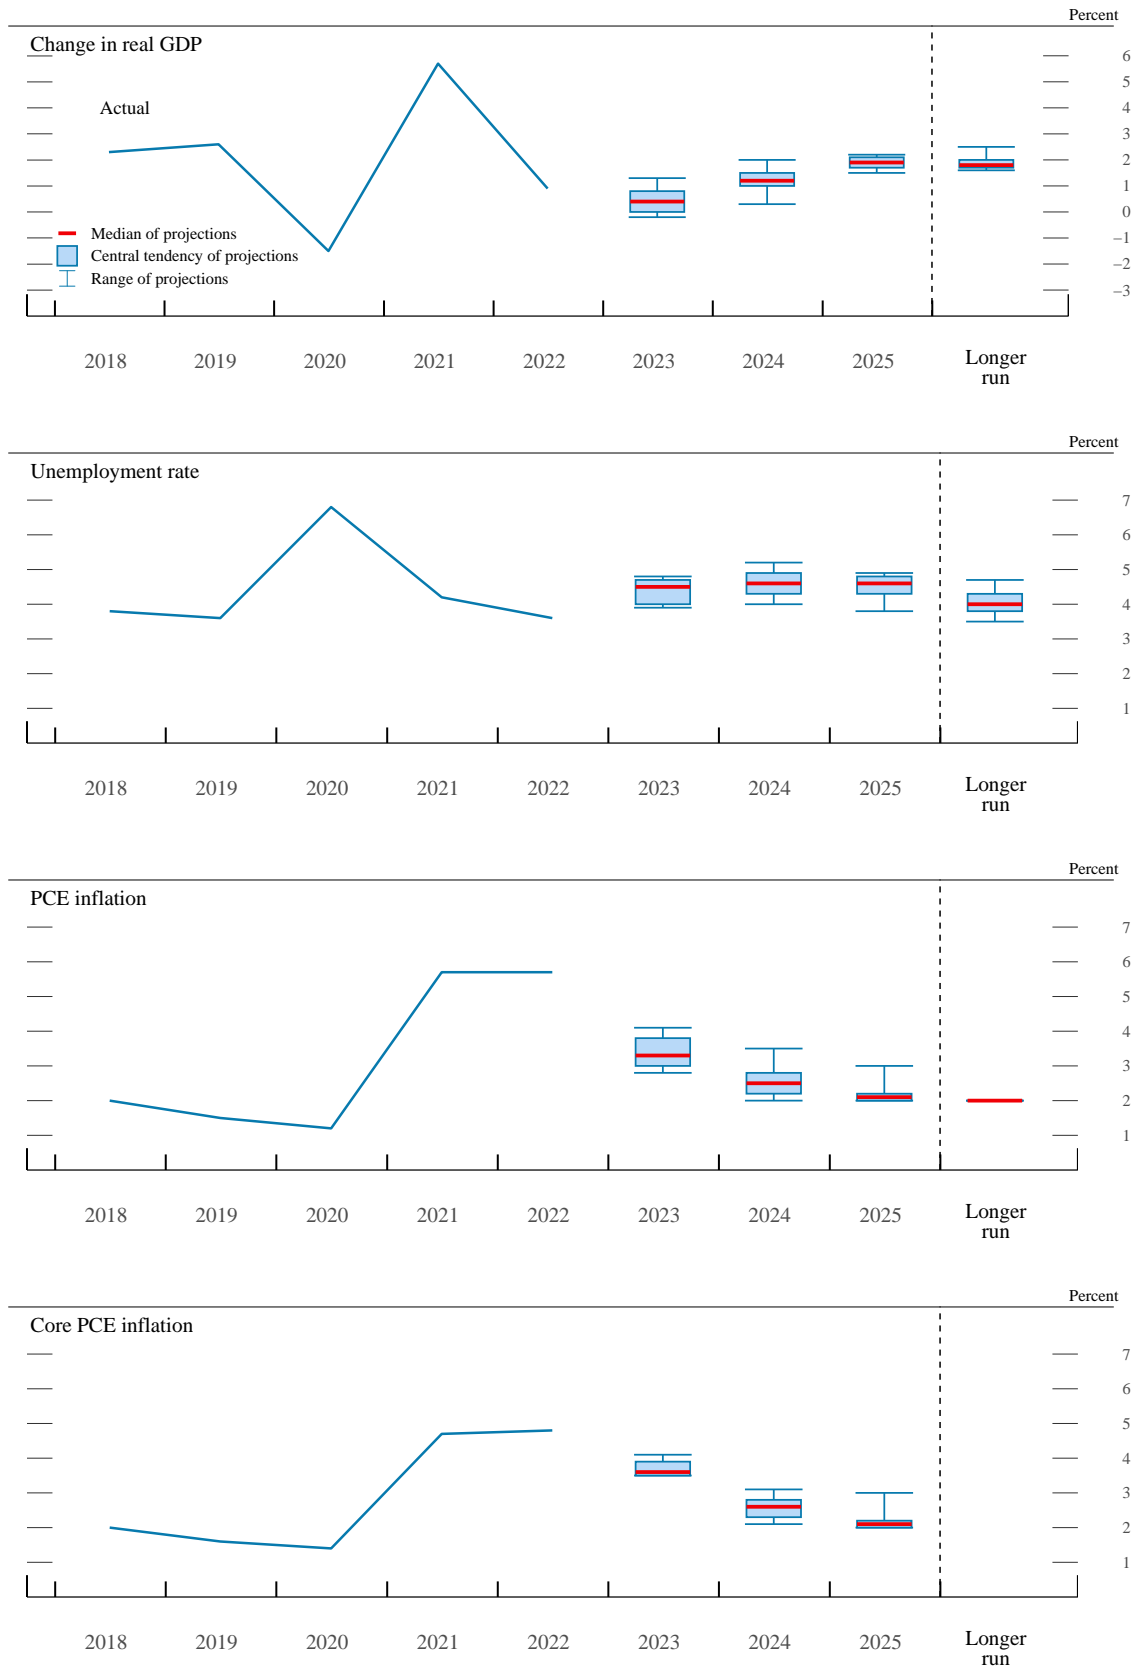 Percent
Change in real GDP
6
5
Actual
4
3
2
1
0
Median of projections
–1
Central tendency of projections
–2
Range of projections
–3
2018 2019 2020 2021 2022 2023 2024 2025 Longer
run
Percent
Unemployment rate
7
6
5
4
3
2
1
2018 2019 2020 2021 2022 2023 2024 2025 Longer
run
Percent
PCE inflation
7
6
5
4
3
2
1
2018 2019 2020 2021 2022 2023 2024 2025 Longer
run
Percent
Core PCE inflation
7
6
5
4
3
2
1
2018 2019 2020 2021 2022 2023 2024 2025 Longer
run